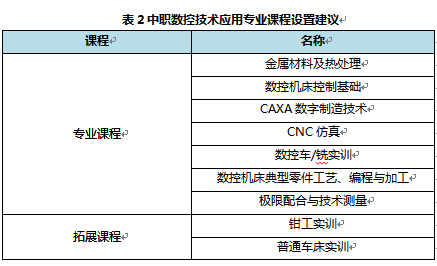 表 2 中职数控技术应用专业课程设置建议
课程 名称
金属材料及热处理
数控机床控制基础
CAXA 数字制造技术
专业课程 CNC 仿真
数控车/铣实训
数控机床典型零件工艺、编程与加工
极限配合与技术测量
拓展课程 钳工实训
普通车床实训